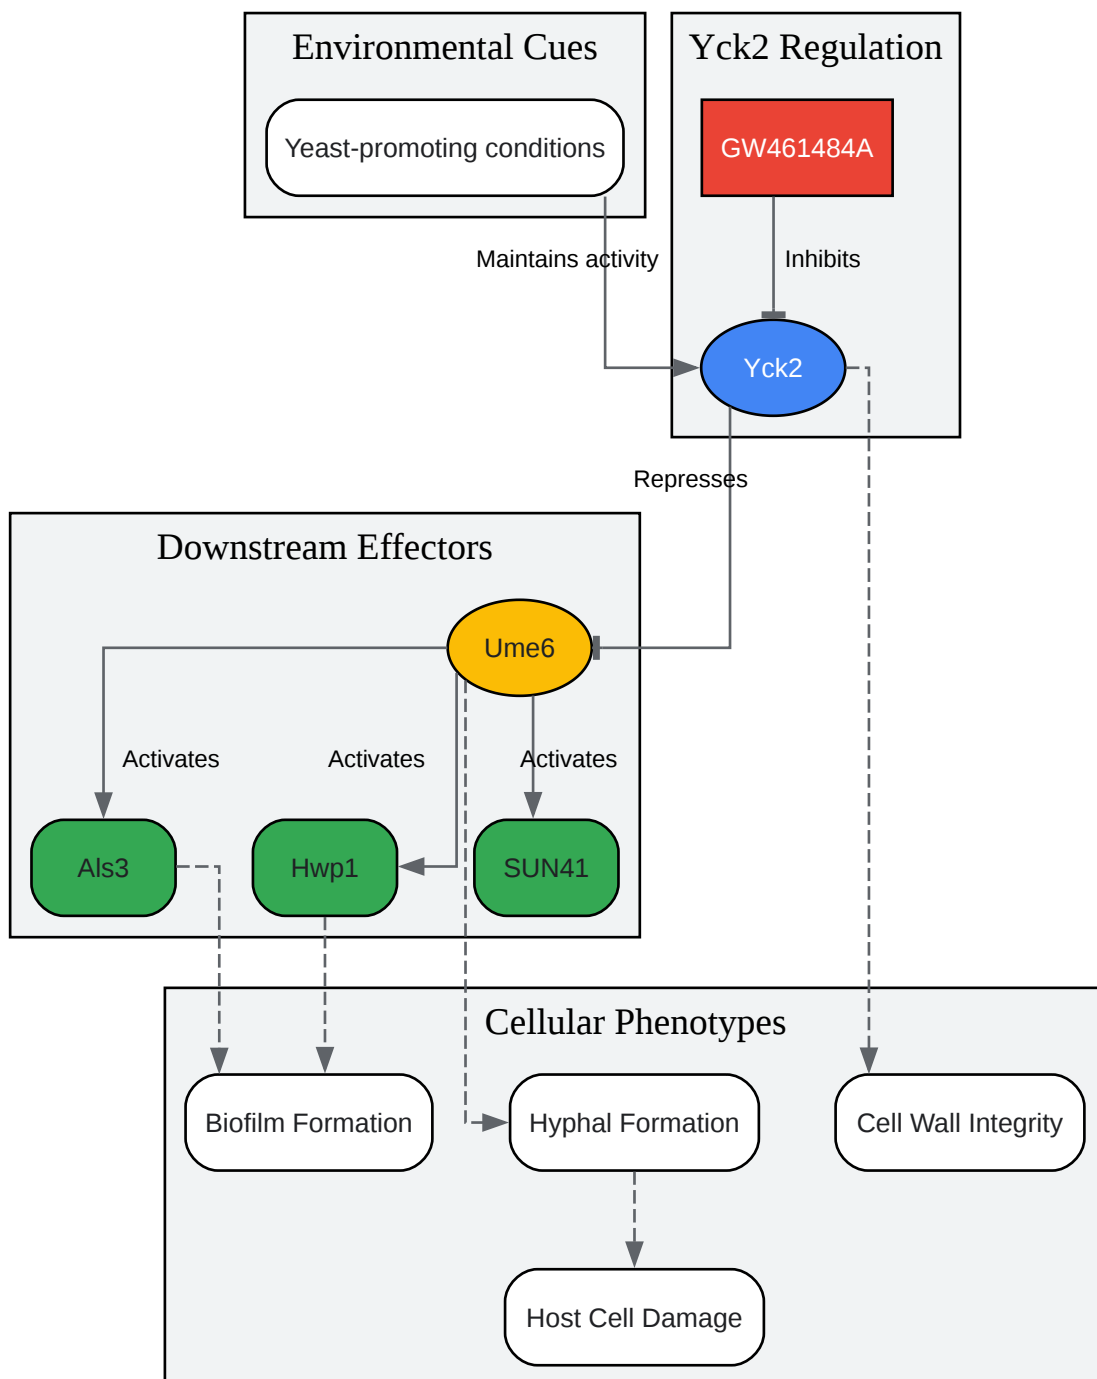 Environmental Cues
Yck2 Regulation
Yeast-promoting conditions
GW461484A
Maintains activity
Inhibits
Yck2
Represses
Downstream Effectors
Ume6
Activates
Activates
Activates
Als3
Hwp1
SUN41
Cellular Phenotypes
Biofilm Formation
Hyphal Formation
Cell Wall Integrity
Host Cell Damage